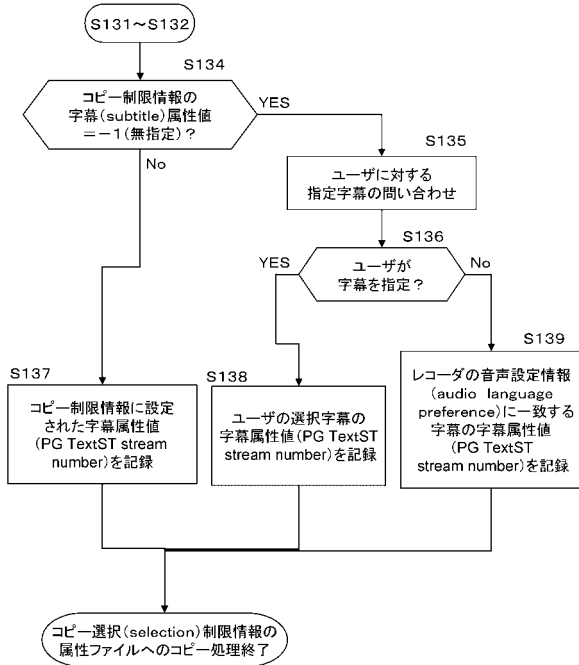 S131〜S132
S134
コピー制限情報の
字幕(subtitle)属性値
=−1(無指定)?
YES
No
S135
ユーザに対する
指定字幕の問い合わせ
S136
YES
ユーザが
字幕を指定?
No
S137
コピー制限情報に設定
された字幕属性値
(PG TextST stream
number)を記録
S138
ユーザの選択字幕の
字幕属性値(PG TextST
stream number)を記録
S139
レコーダの音声設定情報
(audio language
preference)に一致する
字幕の字幕属性値
(PG TextST
stream number)を記録
コピー選択(selection)制限情報の
属性ファイルへのコピー処理終了